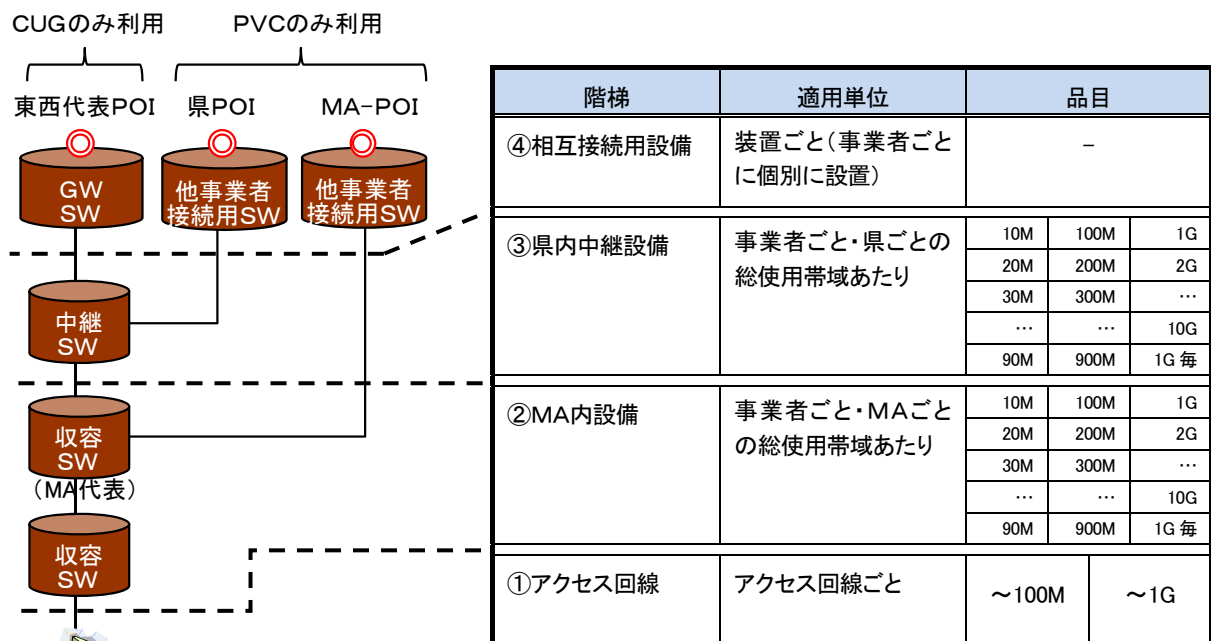 CUGのみ利用
PVCのみ利用
東西代表POI
県POI
MA-POI
GW
SW
他事業者
接続用SW
他事業者
接続用SW
中継
SW
収容
SW
(MA代表)
収容
SW
階梯
適用単位
品目
④相互接続用設備
装置ごと(事業者ごと
に個別に設置)
-
③県内中継設備
事業者ごと・県ごとの
総使用帯域あたり
10M 100M 1G
20M 200M 2G
30M 300M …
… … 10G
90M 900M 1G毎
②MA内設備
事業者ごと・MAごと
の総使用帯域あたり
10M 100M 1G
20M 200M 2G
30M 300M …
… … 10G
90M 900M 1G毎
①アクセス回線
アクセス回線ごと
~100M
~1G